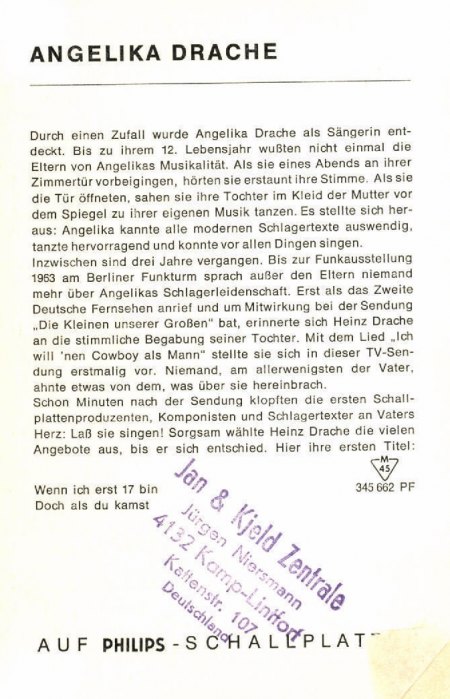 ANGELIKA DRACHE
Durch einen Zufall wurde Angelika Drache als Sängerin ent-
deckt. Bis zu ihrem 12. Lebensjahr wußten nicht einmal die
Eltern von Angelikas Musikalität. Als sie eines Abends an ihrer
Zimmertür vorbeigingen, hörten sie erstaunt ihre Stimme. Als sie
die Tür öffneten, sahen sie ihre Tochter im Kleid der Mutter vor
dem Spiegel zu ihrer eigenen Musik tanzen. Es stellte sich her-
aus: Angelika kannte alle modernen Schlagertexte auswendig,
tanzte hervorragend und konnte vor allen Dingen singen.
Inzwischen sind drei Jahre vergangen. Bis zur Funkausstellung
1963 am Berliner Funkturm sprach außer den Eltern niemand
mehr über Angelikas Schlagerleidenschaft. Erst als das Zweite
Deutsche Fernsehen anrief und um Mitwirkung bei der Sendung
„Die Kleinen unserer Großen" bat, erinnerte sich Heinz Drache
an die stimmliche Begabung seiner Tochter. Mit dem Lied „Ich
will 'nen Cowboy als Mann" stellte sie sich in dieser TV-Sen-
dung erstmalig vor. Niemand, am allerwenigsten der Vater,
ahnte etwas von dem, was über sie hereinbrach.
Schon Minuten nach der Sendung klopften die ersten Schall-
plattenproduzenten, Komponisten und Schlagertexter an Vaters
Herz: Laß sie singen! Sorgsam wählte Heinz Drache die vielen
Angebote aus, bis er sich entschied. Hier ihre ersten Titel:
M
45
Wenn ich erst 17 bin 345 662 PF
Doch als du kamst
Jan & Kjeld Zentrale
Jürgen Niersmann
4132 Kamp-Lintfort
Kattenstr. 107
Deutschland
AUF PHILIPS-SCHALLPLATT